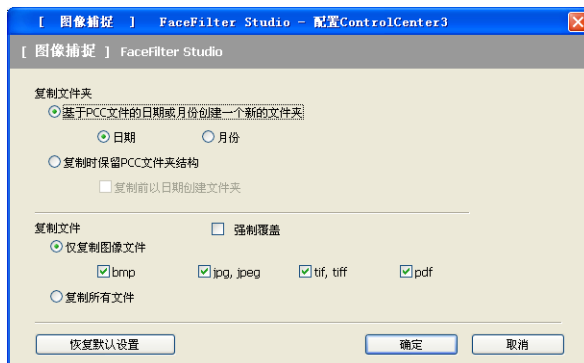 [ 图像捕捉 ] FaceFilter Studio - 配置ControlCenter3
[ 图像捕捉 ] FaceFilter Studio
复制文件夹
基于PCC文件的日期或月份创建一个新的文件夹
日期 月份
复制时保留PCC文件夹结构
复制前以日期创建文件夹
复制文件 强制覆盖
仅复制图像文件
bmp jpg, jpeg tif, tiff pdf
复制所有文件
恢复默认设置 确定 取消